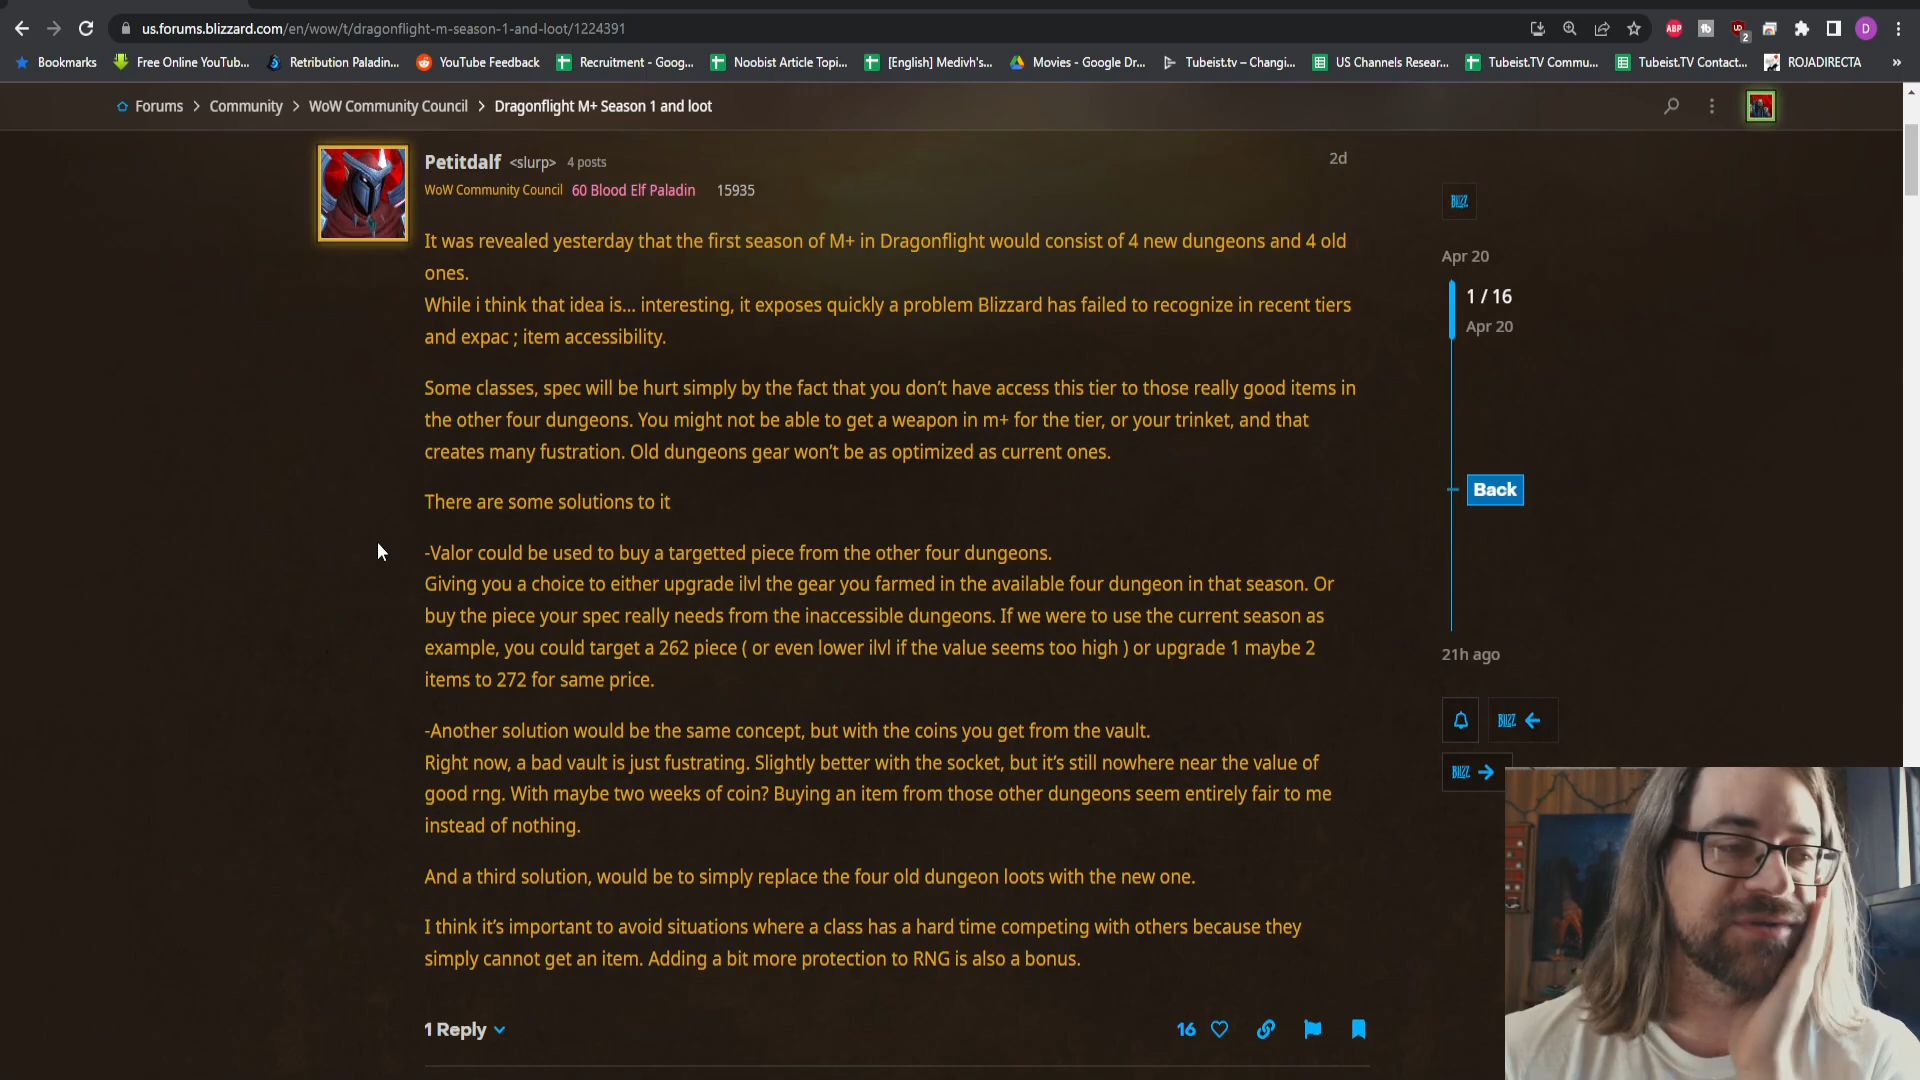 us.forums.blizzard.com/en/wow/t/dragonflight-m-season-1-and-loot/1224391
ABP
2
D
Bookmarks
Free Online YouTub...
Retribution Paladin...
YouTube Feedback
Recruitment - Goog...
Noobist Article Topi...
[English] Medivh's...
Movies - Google Dr...
Tubeist.tv – Changi...
US Channels Resear...
Tubeist.TV Commu...
Tubeist.TV Contact...
ROJADIRECTA
»
Forums > Community > WoW Community Council > Dragonflight M+ Season 1 and loot
Petitdalf <slurp> 4 posts
2d
WoW Community Council 60 Blood Elf Paladin 15935
It was revealed yesterday that the first season of M+ in Dragonflight would consist of 4 new dungeons and 4 old
ones.
While i think that idea is... interesting, it exposes quickly a problem Blizzard has failed to recognize in recent tiers
and expac ; item accessibility.
Some classes, spec will be hurt simply by the fact that you don't have access this tier to those really good items in
the other four dungeons. You might not be able to get a weapon in m+ for the tier, or your trinket, and that
creates many fustration. Old dungeons gear won't be as optimized as current ones.
There are some solutions to it
-Valor could be used to buy a targetted piece from the other four dungeons.
Giving you a choice to either upgrade ilvl the gear you farmed in the available four dungeon in that season. Or
buy the piece your spec really needs from the inaccessible dungeons. If we were to use the current season as
example, you could target a 262 piece ( or even lower ilvl if the value seems too high ) or upgrade 1 maybe 2
items to 272 for same price.
-Another solution would be the same concept, but with the coins you get from the vault.
Right now, a bad vault is just fustrating. Slightly better with the socket, but it's still nowhere near the value of
good rng. With maybe two weeks of coin? Buying an item from those other dungeons seem entirely fair to me
instead of nothing.
And a third solution, would be to simply replace the four old dungeon loots with the new one.
I think it's important to avoid situations where a class has a hard time competing with others because they
simply cannot get an item. Adding a bit more protection to RNG is also a bonus.
1 Reply
16
BLIZZ
Apr 20
1 / 16
Apr 20
Back
21h ago
BLIZZ
BLIZZ